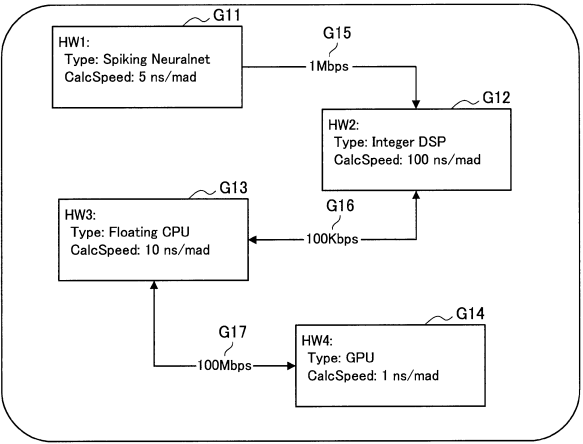 G11
HW1:
Type: Spiking Neuralnet
CalcSpeed: 5 ns/mad
G15
1Mbps
G12
HW2:
Type: Integer DSP
CalcSpeed: 100 ns/mad
G13
HW3:
Type: Floating CPU
CalcSpeed: 10 ns/mad
G16
100Kbps
G14
HW4:
Type: GPU
CalcSpeed: 1 ns/mad
G17
100Mbps